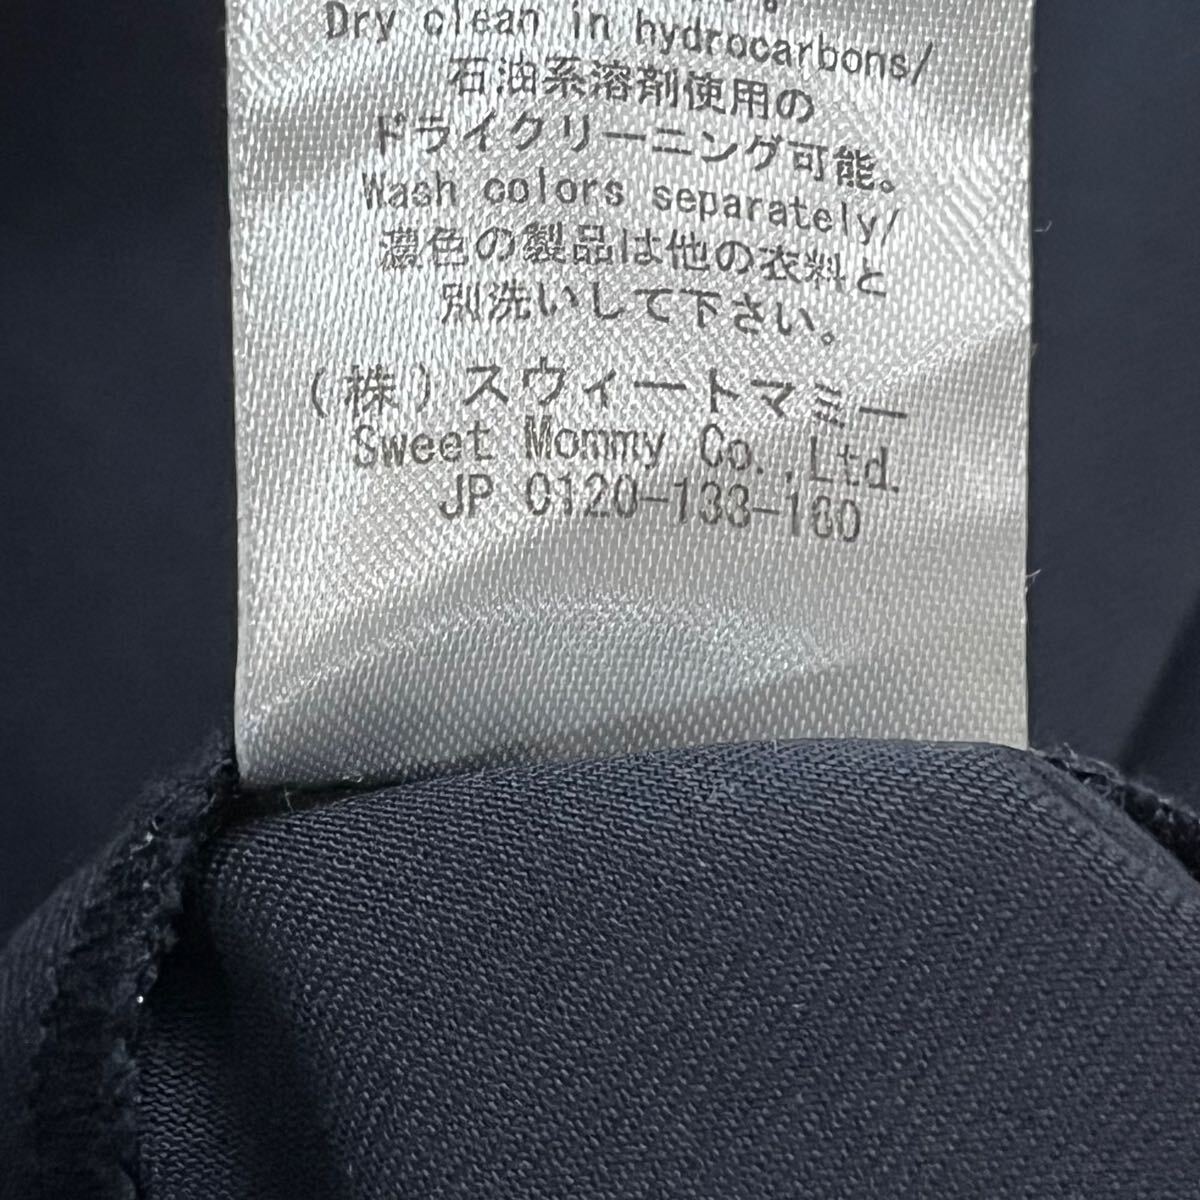 Dry clean in hydrocarbons/
石油系溶剤使用の
ドライクリーニング可能。
Wash colors separately/
濃色の製品は他の衣料と
別洗いして下さい。
(株)スウィートマミー
Sweet Mommy Co.,Ltd.
JP 0120-133-160